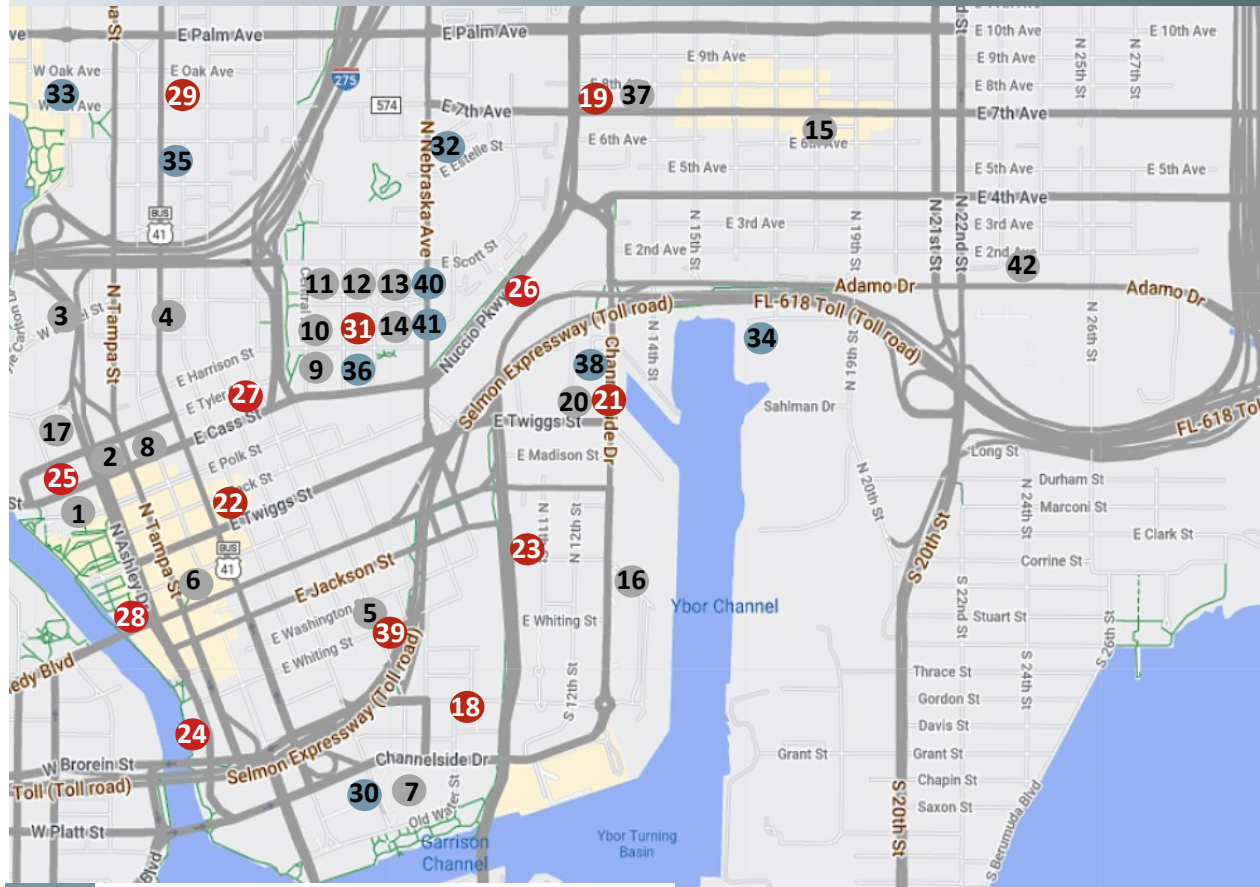 E Palm Ave
E Palm Ave
E 10th Ave
E 10th Ave
E 9th Ave
E 9th Ave
W Oak Ave
E Oak Ave
275
33
29
574
E 8th Ave
E 8th Ave
19
37
E 7th Ave
E 7th Ave
N 25th St
N 27th St
15
E 6th Ave
E 6th Ave
35
32
E Estelle St
N Nebraska Ave
E 5th Ave
E 5th Ave
E 5th Ave
BUS
41
E 4th Ave
E 3rd Ave
E 3rd Ave
N 15th St
N 19th St
N 21st St
N 22nd St
E 2nd Ave
E 2nd Ave
42
E Scott St
Central
11
12
13
40
26
Adamo Dr
Adamo Dr
3
4
N Tampa St
10
31
14
41
Nuccio Pkwy
FL-618 Toll (Toll road)
Selmon Expressway (Toll road)
N 14th St
34
N 26th St
E Harrison St
9
36
38
N 19th St
27
E Tyler
E Cass St
20
21
Sahlman Dr
17
E Twiggs St
FL-618 Toll
2
8
E Polk St
E Madison St
Long St
25
N 20th St
Durham St
22
E Twiggs St
N 24th St
Marconi St
1
N Ashley Dr
N Tampa St
N 12th St
23
E Clark St
BUS
41
S 20th St
Corrine St
6
E Jackson St
16
Ybor Channel
S 22nd St
Stuart St
28
E Washington
5
39
E Whiting St
E Whiting St
S 26th St
Thrace St
S 24th St
Gordon St
24
18
S 12th St
Davis St
W Brorein St
Channelside Dr
Grant St
Grant St
Toll (Toll road)
Selmon Expressway (Toll road)
Chapin St
30
7
Old Water St
S 20th St
Saxon St
W Platt St
Garrison
Channel
Ybor Turning
Basin
S Berumuda Blvd
Blvd